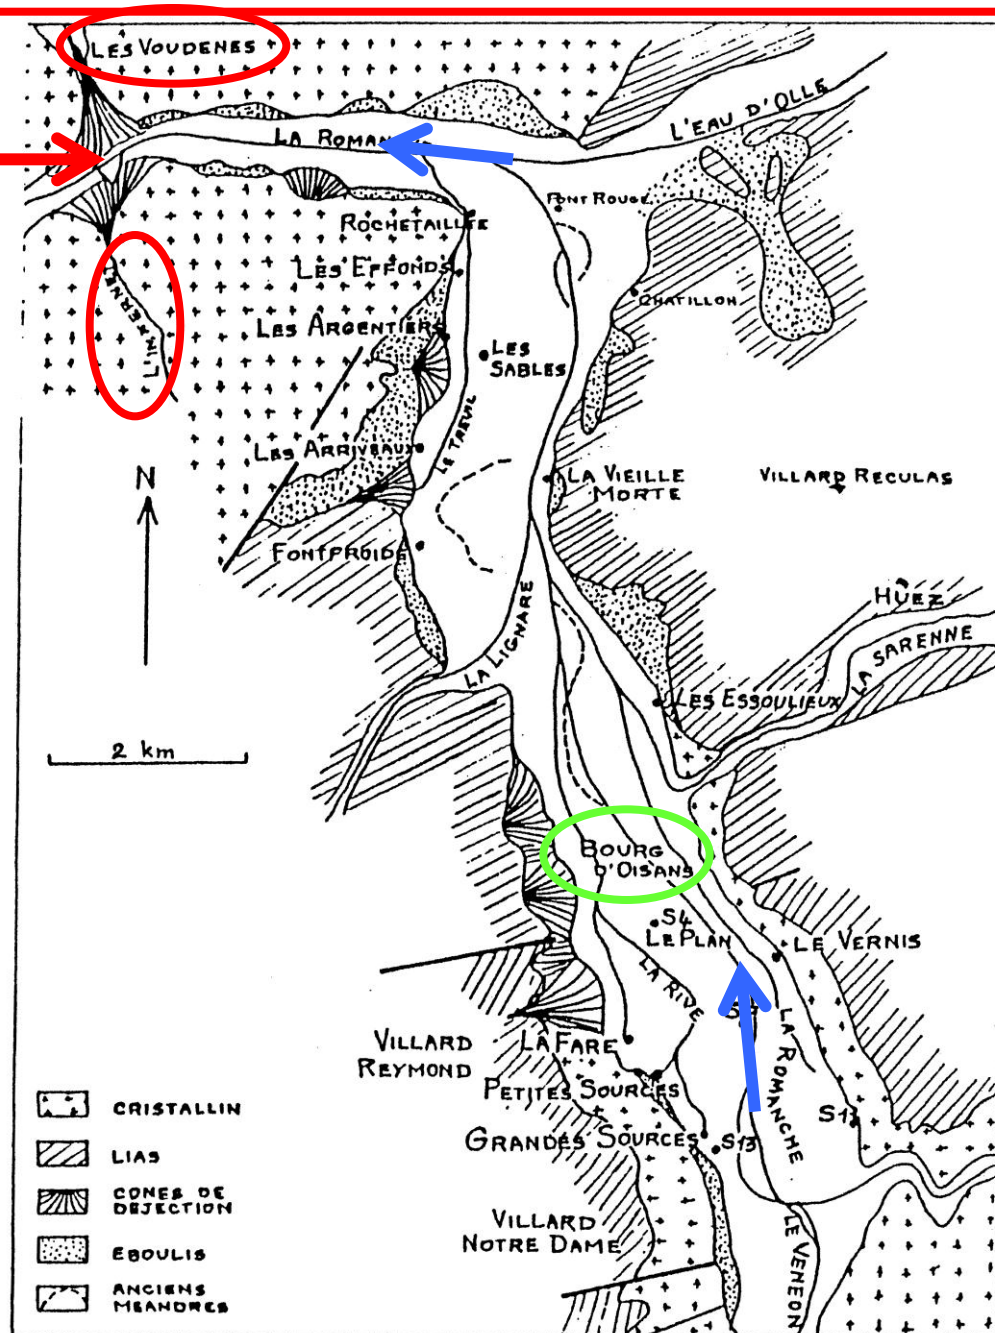 LES VOUDENES
L'EAU D'OLLE
LA ROMAN
PONT ROUGE
ROCHETAILLÉE
LES EFFONDS
L'INFERNET
CHATILLON
LES ARGENTIERS
LES
SABLES
LE TREUIL
LES ARRIVEAUX
LA VIEILLE
MORTE
VILLARD RECULAS
N
FONTFROIDE
HUEZ
LA SARENNE
LA LIGNARE
LES ESSOULIEUX
2 km
BOURG
D'OISANS
S4
LE PLAN
LE VERNIS
LA RIVE
LA ROMANCHE
LA FARE
VILLARD
REYMOND
PETITES SOURCES
GRANDES SOURCES
S13
VILLARD
NOTRE DAME
LE VENEON
CRISTALLIN
LIAS
CONES DE
DEJECTION
EBOULIS
ANCIENS
MEANDRES